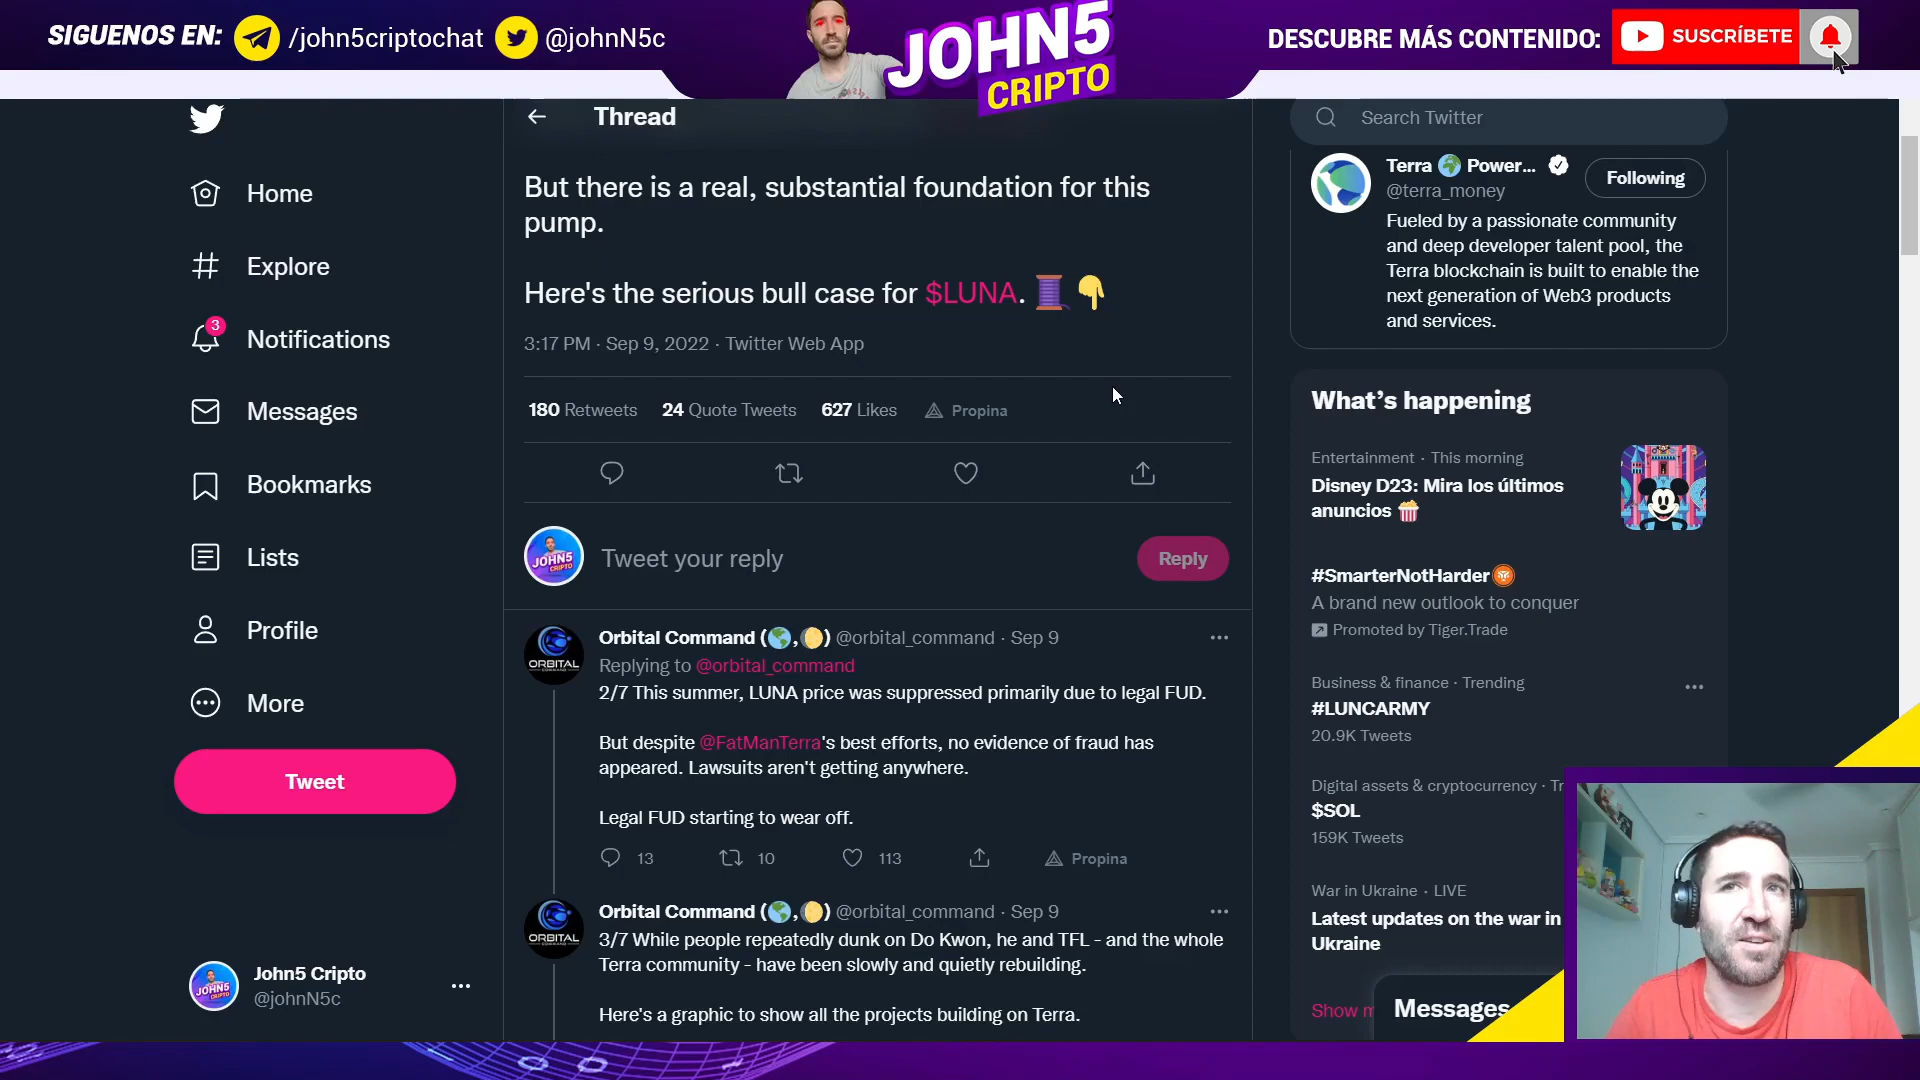 SIGUENOS EN: /john5criptochat @johnN5c
JOHN5
CRIPTO
DESCUBRE MÁS CONTENIDO: SUSCRÍBETE
Home
Explore
3
Notifications
Messages
Bookmarks
Lists
Profile
More
Tweet
John5 Cripto
@johnN5c
Thread
But there is a real, substantial foundation for this
pump.
Here's the serious bull case for $LUNA. 🧵👇
3:17 PM · Sep 9, 2022 · Twitter Web App
180 Retweets 24 Quote Tweets 627 Likes Propina
JOHN5
CRIPTO
Tweet your reply
Reply
ORBITAL
COMMAND
Orbital Command (🌎,🌔) @orbital_command · Sep 9
Replying to @orbital_command
2/7 This summer, LUNA price was suppressed primarily due to legal FUD.
But despite @FatManTerra's best efforts, no evidence of fraud has
appeared. Lawsuits aren't getting anywhere.
Legal FUD starting to wear off.
13 10 113 Propina
ORBITAL
COMMAND
Orbital Command (🌎,🌔) @orbital_command · Sep 9
3/7 While people repeatedly dunk on Do Kwon, he and TFL - and the whole
Terra community - have been slowly and quietly rebuilding.
Here's a graphic to show all the projects building on Terra.
Search Twitter
Terra 🌍 Power...
@terra_money
Following
Fueled by a passionate community
and deep developer talent pool, the
Terra blockchain is built to enable the
next generation of Web3 products
and services.
What's happening
Entertainment · This morning
Disney D23: Mira los últimos
anuncios 🍿
#SmarterNotHarder
A brand new outlook to conquer
Promoted by Tiger.Trade
Business & finance · Trending
#LUNCARMY
20.9K Tweets
Digital assets & cryptocurrency · Tr
$SOL
159K Tweets
War in Ukraine · LIVE
Latest updates on the war in
Ukraine
Show m
Messages
JOHN5
CRIPTO